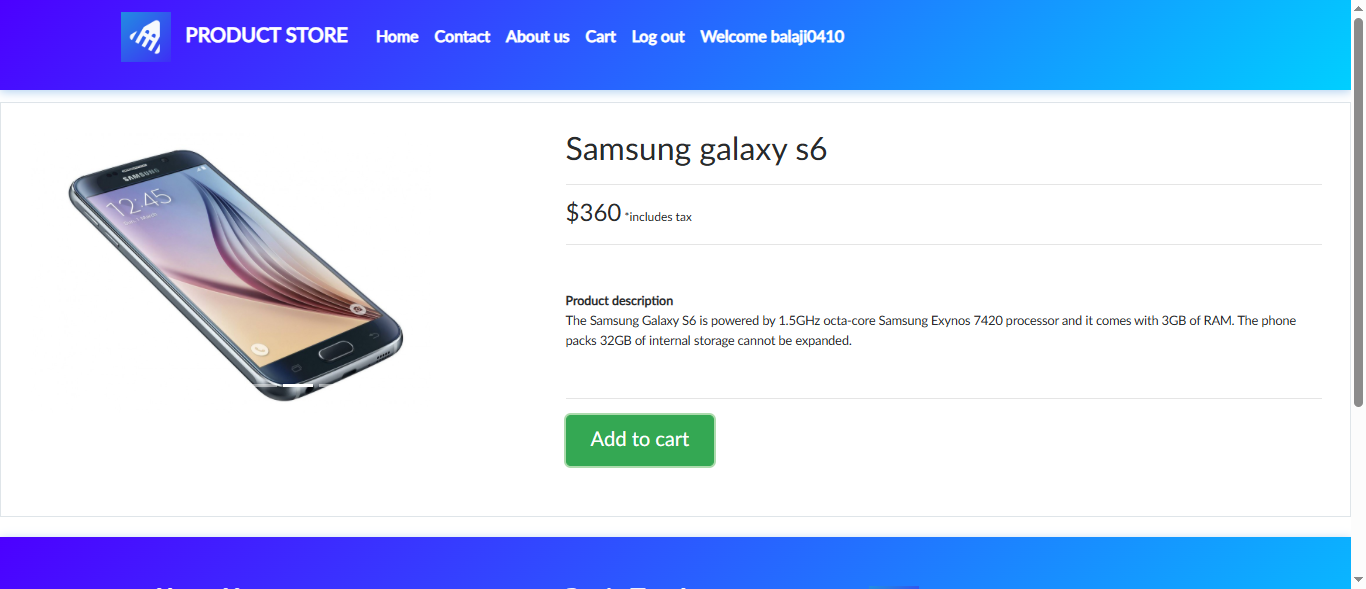 PRODUCT STORE Home Contact About us Cart Log out Welcome balaji0410
SAMSUNG
12:45
Samsung galaxy s6
$360 *includes tax
Product description
The Samsung Galaxy S6 is powered by 1.5GHz octa-core Samsung Exynos 7420 processor and it comes with 3GB of RAM. The phone
packs 32GB of internal storage cannot be expanded.
Add to cart